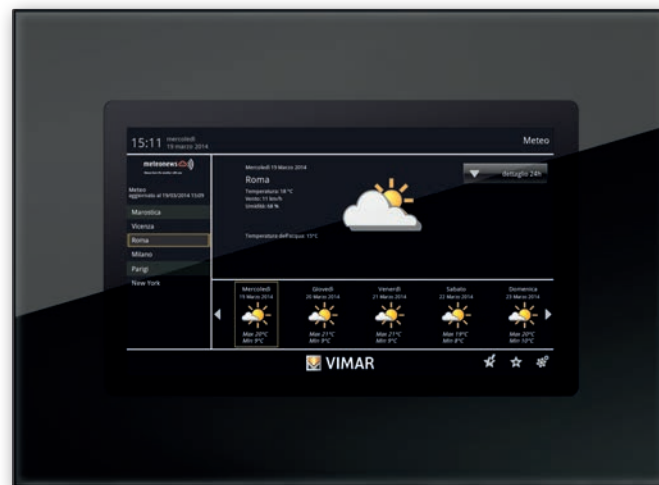 15:11
mercoledì
19 marzo 2014
Meteo
meteonews
Meteo
aggiornato al 19/03/2014 15:09
Marostica
Vicenza
Roma
Milano
Parigi
New York
Mercoledì 19 Marzo 2014
Roma
Temperatura: 18 °C
Vento: 11 km/h
Umidità: 66 %
Temperatura dell'acqua: 15°C
dettaglio 24h
Mercoledì
19 Marzo 2014
Max 20°C
Min 9°C
Giovedì
20 Marzo 2014
Max 21°C
Min 9°C
Venerdì
21 Marzo 2014
Max 21°C
Min 9°C
Sabato
22 Marzo 2014
Max 19°C
Min 8°C
Domenica
23 Marzo 2014
Max 20°C
Min 10°C
VIMAR